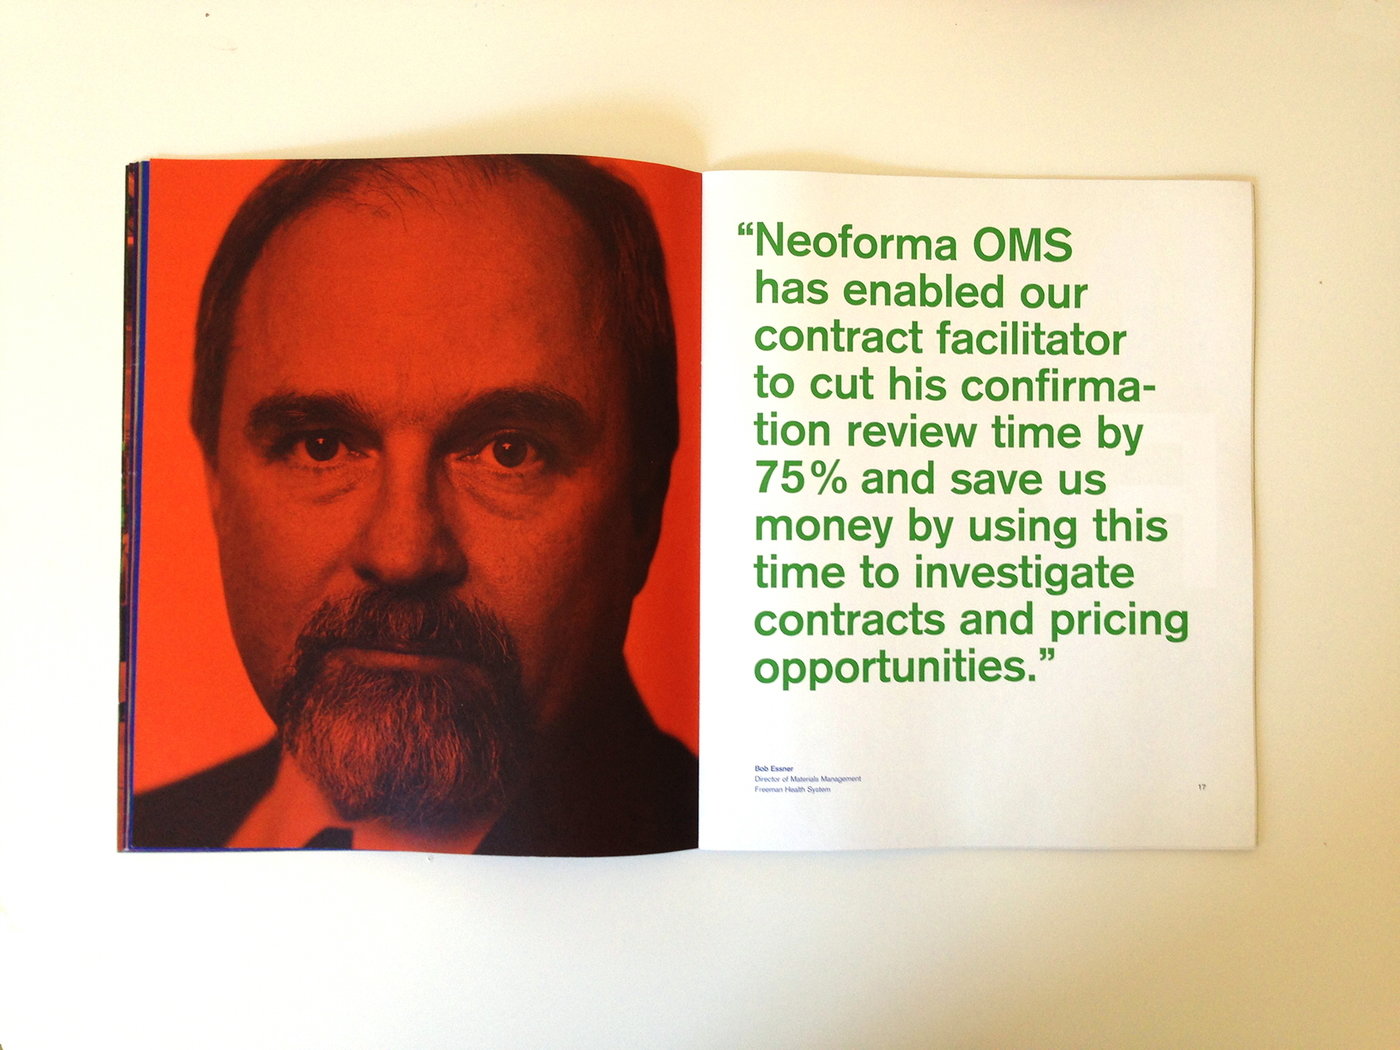 “Neoforma OMS
has enabled our
contract facilitator
to cut his confirma-
tion review time by
75% and save us
money by using this
time to investigate
contracts and pricing
opportunities.”
Bob Essner
Director of Materials Management
Freeman Health System
17